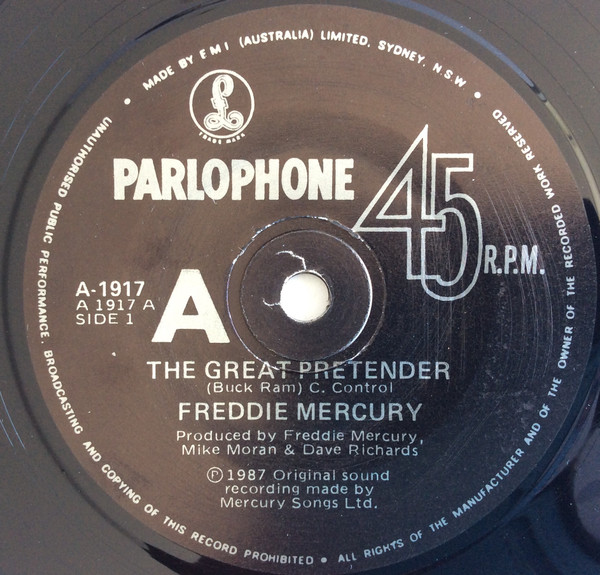 MADE BY E M I (AUSTRALIA) LIMITED, SYDNEY, N.S.W • ALL RIGHTS OF THE MANUFACTURER AND OF THE OWNER OF THE RECORDED WORK RESERVED • UNAUTHORISED PUBLIC PERFORMANCE, BROADCASTING AND COPYING OF THIS RECORD PROHIBITED •
£
TRADE MARK
PARLOPHONE
45
R.P.M.
A-1917
A 1917 A
SIDE 1
A
THE GREAT PRETENDER
(Buck Ram) C. Control
FREDDIE MERCURY
Produced by Freddie Mercury,
Mike Moran & Dave Richards
Ⓟ 1987 Original sound
recording made by
Mercury Songs Ltd.